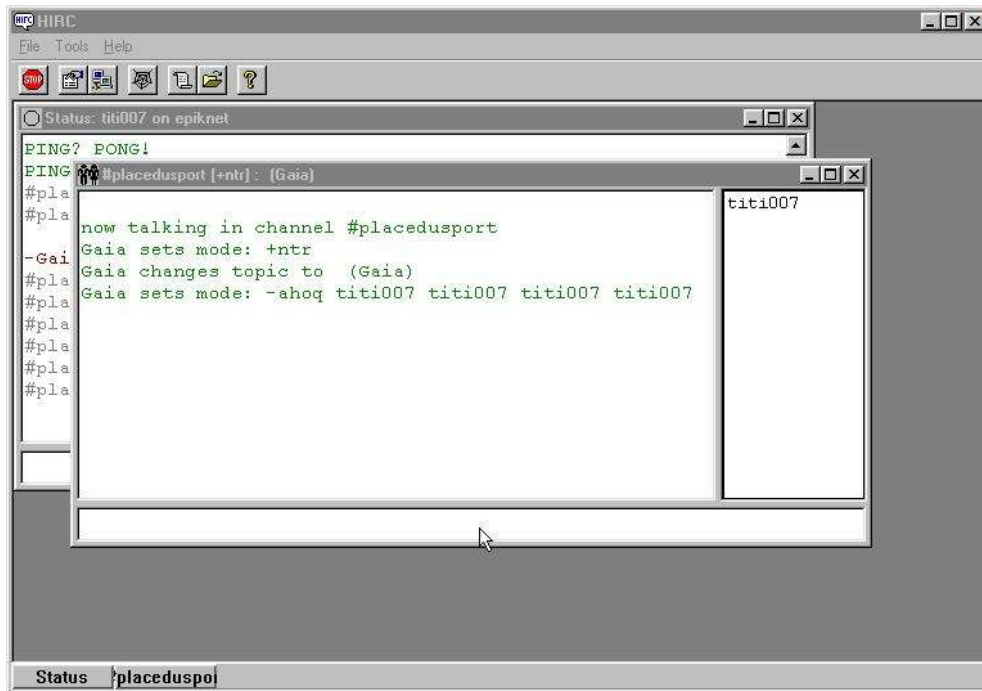 HIRC
File Tools Help
STOP
Status: titi007 on epiknet
PING? PONG!
PING
#placedusport [+ntr] : (Gaia)
#pla
#pla
-Gai
#pla
#pla
#pla
#pla
#pla
#pla
now talking in channel #placedusport
Gaia sets mode: +ntr
Gaia changes topic to (Gaia)
Gaia sets mode: -ahoq titi007 titi007 titi007 titi007
titi007
Status
placeduspo